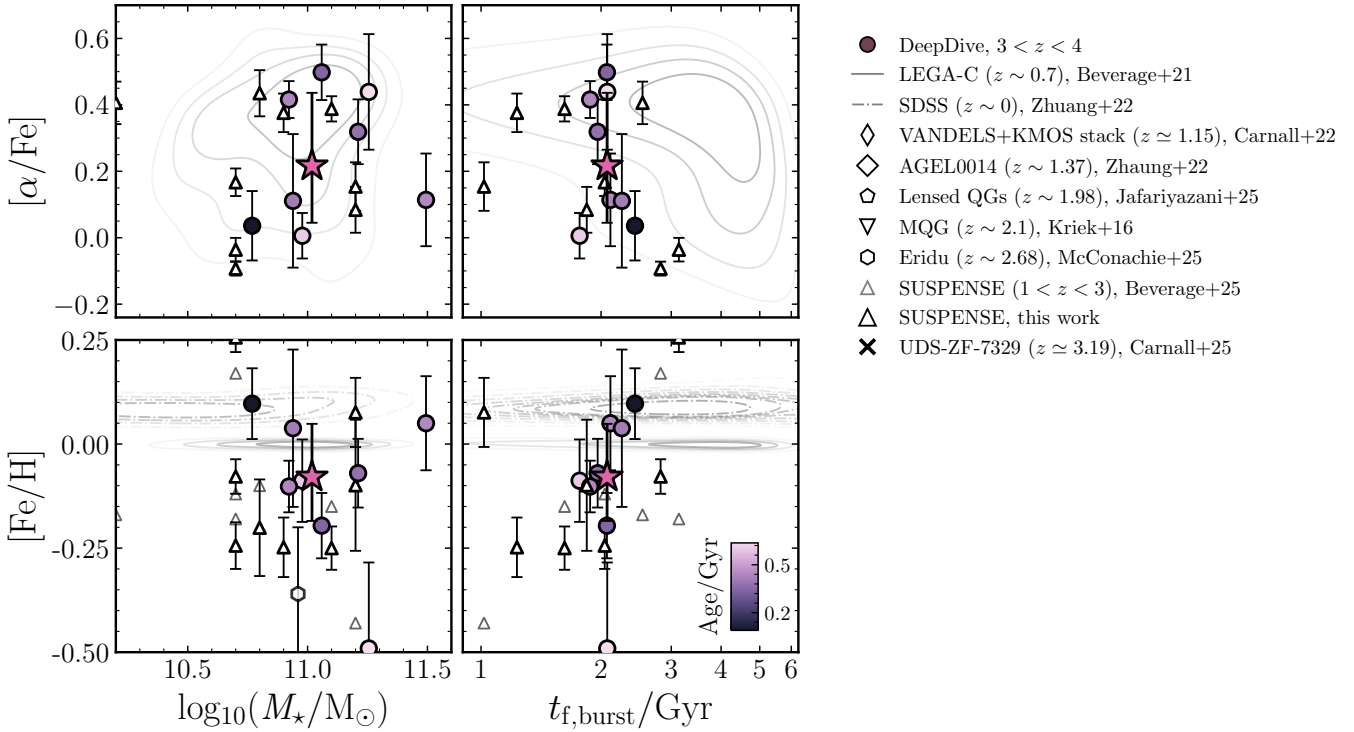 0.6
0.4
0.2
0.0
−0.2
[α/Fe]
0.25
0.00
-0.25
-0.50
[Fe/H]
10.5 11.0 11.5
log₁₀(M⋆/M⊙)
1 2 3 4 5 6
t_f,burst/Gyr
Age/Gyr
0.5
0.2
DeepDive, 3 < z < 4
LEGA-C (z ∼ 0.7), Beverage+21
SDSS (z ∼ 0), Zhuang+22
VANDELS+KMOS stack (z ≃ 1.15), Carnall+22
AGEL0014 (z ∼ 1.37), Zhaung+22
Lensed QGs (z ∼ 1.98), Jafariyazani+25
MQG (z ∼ 2.1), Kriek+16
Eridu (z ∼ 2.68), McConachie+25
SUSPENSE (1 < z < 3), Beverage+25
SUSPENSE, this work
UDS-ZF-7329 (z ≃ 3.19), Carnall+25